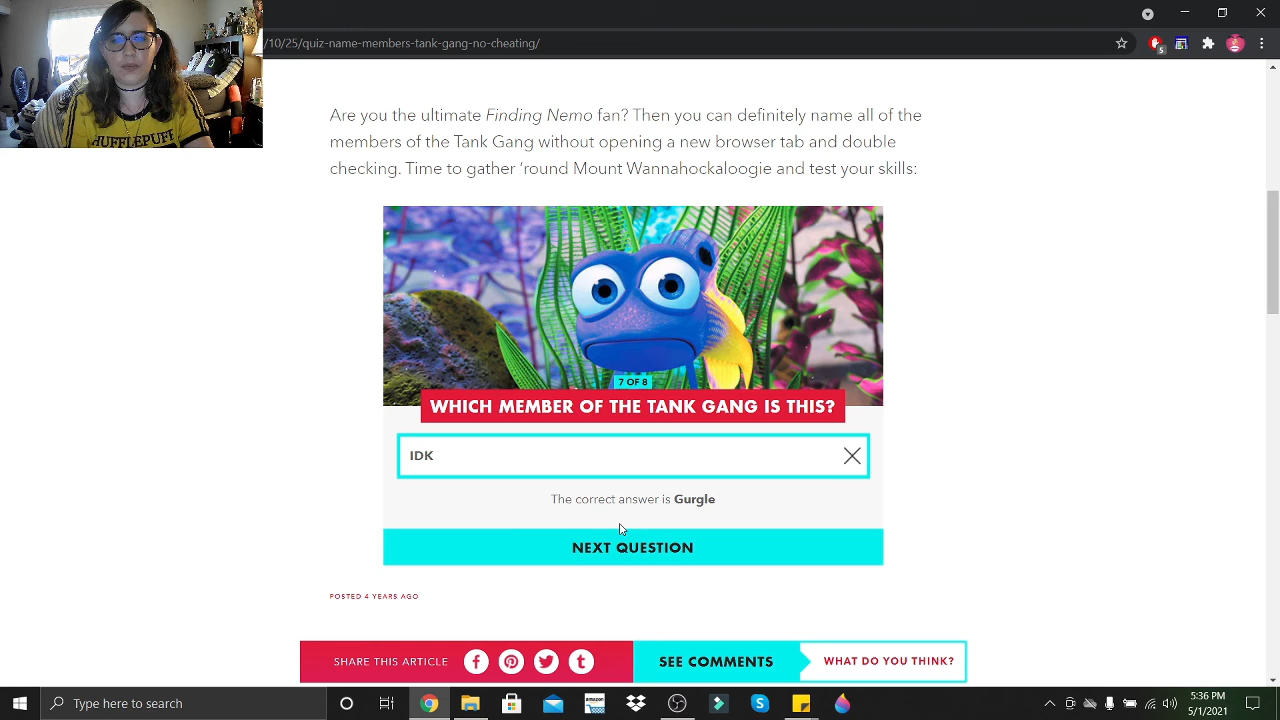 /10/25/quiz-name-members-tank-gang-no-cheating/
5
HUFFLEPUFF
Are you the ultimate Finding Nemo fan? Then you can definitely name all of the
members of the Tank Gang without opening a new browser tab and double
checking. Time to gather ‘round Mount Wannahockaloogie and test your skills:
7 OF 8
WHICH MEMBER OF THE TANK GANG IS THIS?
IDK
The correct answer is Gurgle
NEXT QUESTION
POSTED 4 YEARS AGO
SHARE THIS ARTICLE
SEE COMMENTS
WHAT DO YOU THINK?
Type here to search
amazon
5:36 PM
5/1/2021